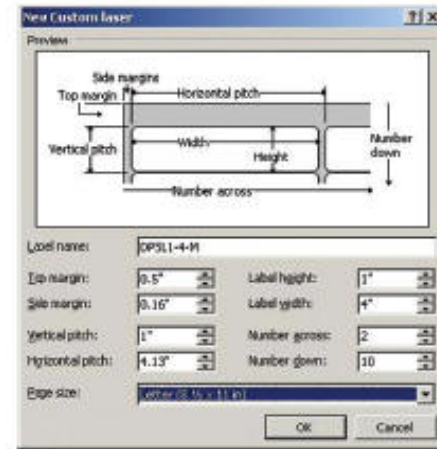 New Custom laser
Preview
Side margins
Top margin
Horizontal pitch
Vertical pitch
Width
Height
Number down
Number across
Label name: DPSL1-4-M
Top margin: 0.5" Label height: 1"
Side margin: 0.16" Label width: 4"
Vertical pitch: 1" Number across: 2
Horizontal pitch: 4.13" Number down: 10
Page size: Letter (8 ½ x 11 in)
OK Cancel